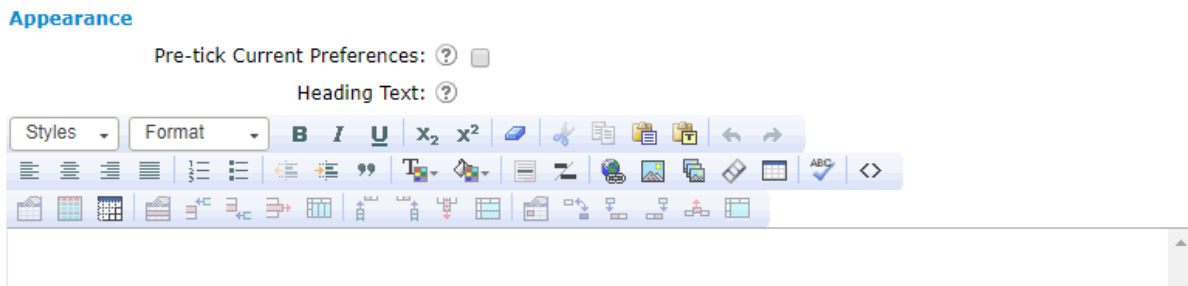 Appearance
Pre-tick Current Preferences: ?
Heading Text: ?
Styles Format B I U X₂ x² T
T ABC <>